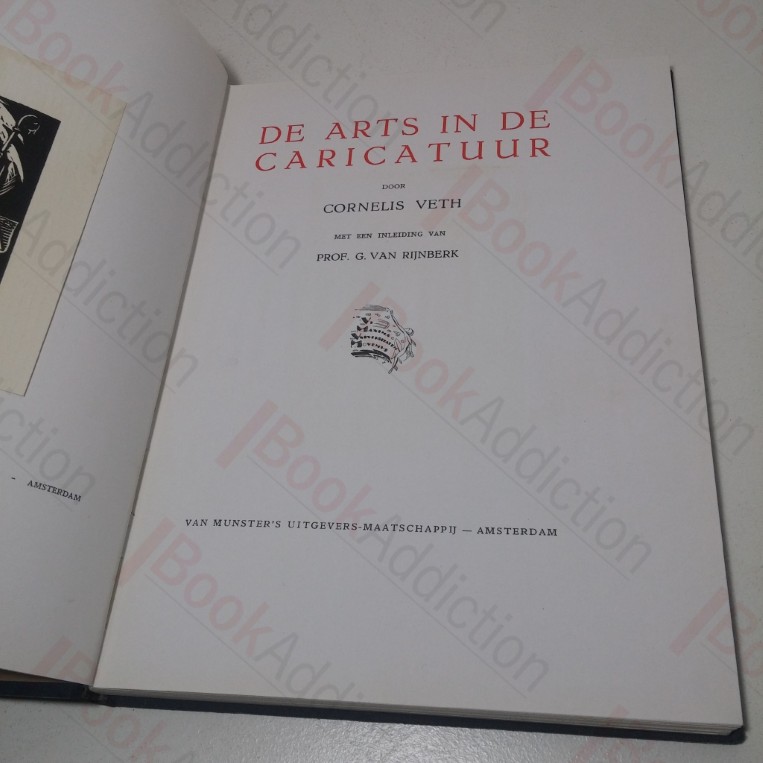 DE ARTS IN DE
CARICATUUR
DOOR
CORNELIS VETH
MET EEN INLEIDING VAN
PROF. G. VAN RIJNBERK
VAN MUNSTER'S UITGEVERS-MAATSCHAPPIJ — AMSTERDAM
- AMSTERDAM
BookAddiction